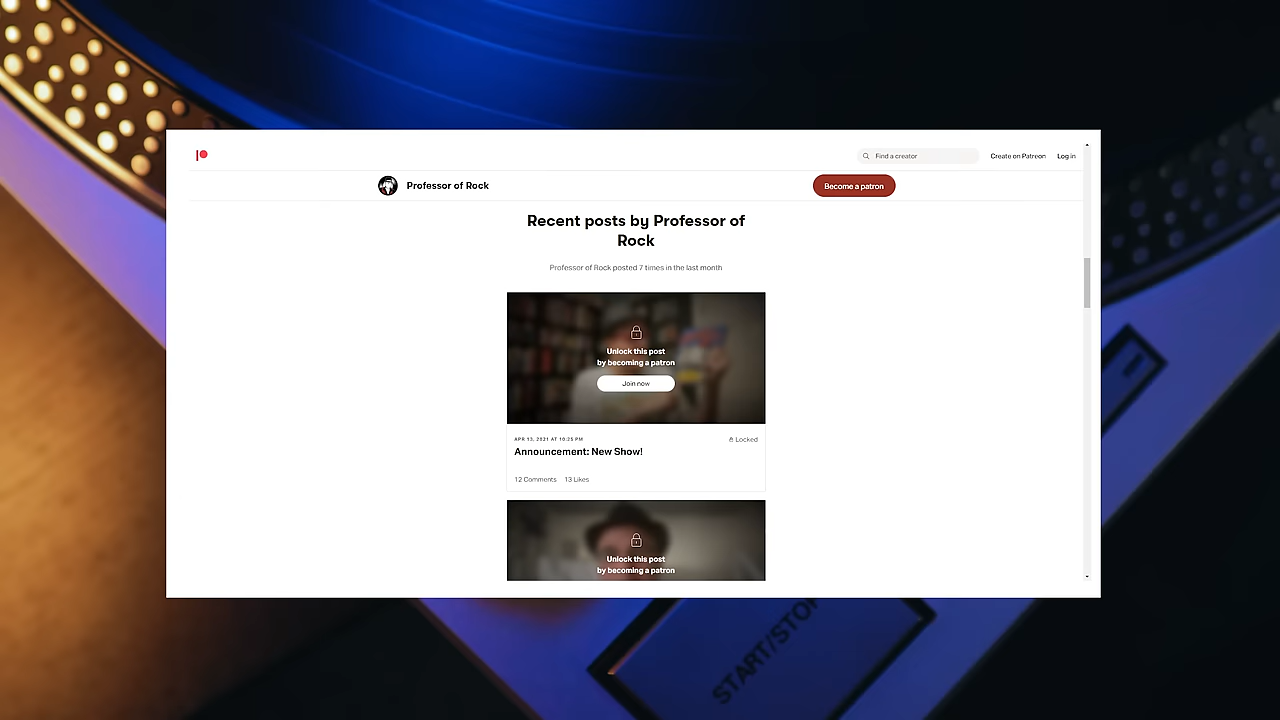 Find a creator
Create on Patreon
Log in
Professor of Rock
Become a patron
Recent posts by Professor of
Rock
Professor of Rock posted 7 times in the last month
Unlock this post
by becoming a patron
Join now
APR 13, 2021 AT 10:25 PM
Locked
Announcement: New Show!
12 Comments
13 Likes
Unlock this post
by becoming a patron
START/STOP